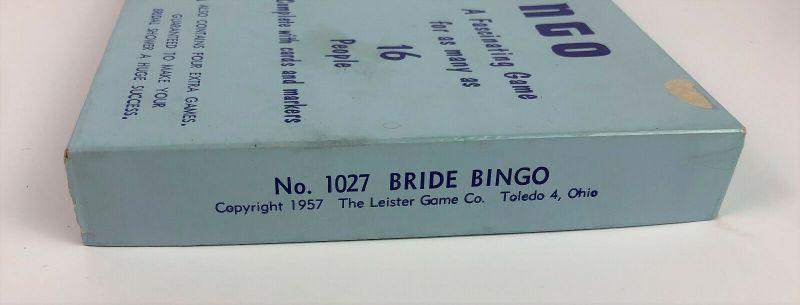 NGO
A Fascinating Game
for as many as
16
People
Complete with cards and markers
ALSO CONTAINS FOUR EXTRA GAMES.
GUARANTEED TO MAKE YOUR
BRIDAL SHOWER A HUGE SUCCESS.
No. 1027 BRIDE BINGO
Copyright 1957 The Leister Game Co. Toledo 4, Ohio